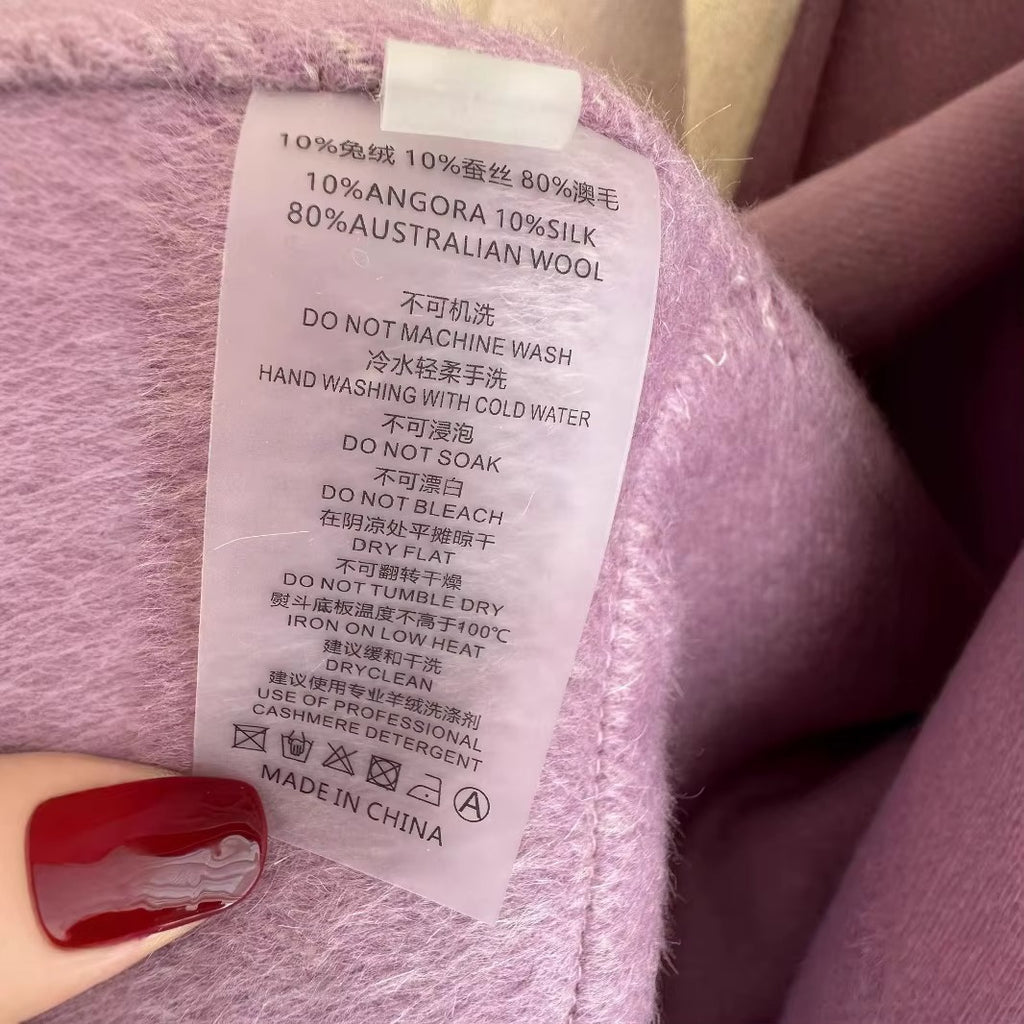 10%兔绒 10%蚕丝 80%澳毛
10%ANGORA 10%SILK
80%AUSTRALIAN WOOL
不可机洗
DO NOT MACHINE WASH
冷水轻柔手洗
HAND WASHING WITH COLD WATER
不可浸泡
DO NOT SOAK
不可漂白
DO NOT BLEACH
在阴凉处平摊晾干
DRY FLAT
不可翻转干燥
DO NOT TUMBLE DRY
熨斗底板温度不高于100℃
IRON ON LOW HEAT
建议缓和干洗
DRYCLEAN
建议使用专业羊绒洗涤剂
USE OF PROFESSIONAL
CASHMERE DETERGENT
A
MADE IN CHINA